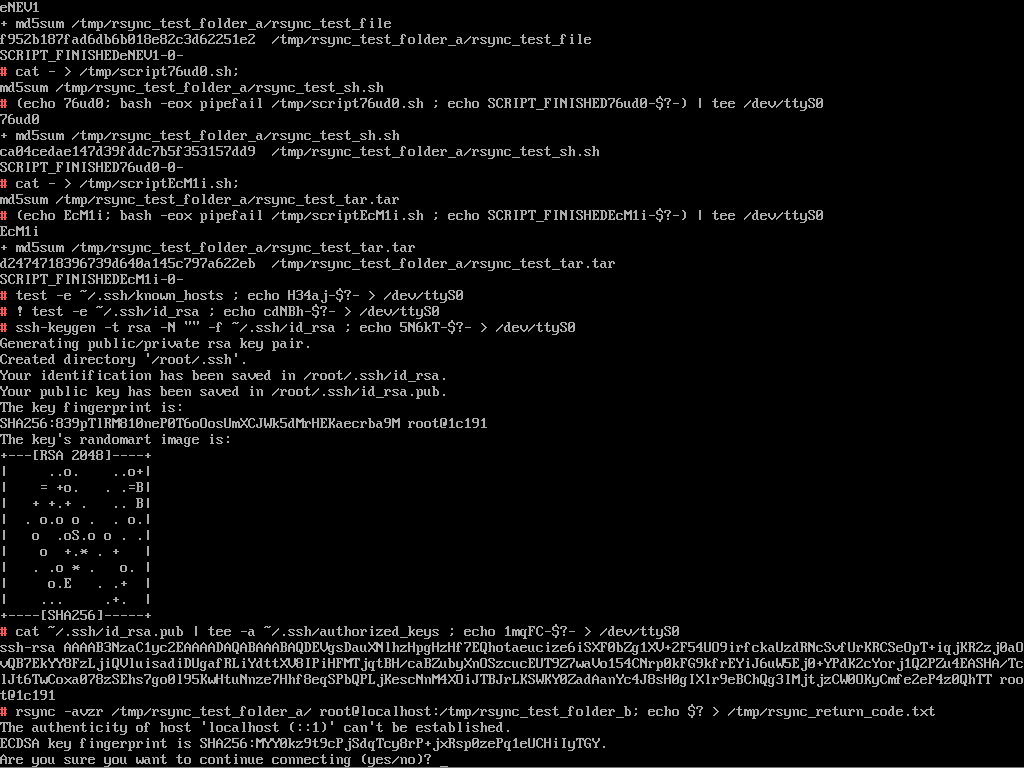 eNEV1
+ md5sum /tmp/rsync_test_folder_a/rsync_test_file
f952b187fad6db6b018e82c3d62251e2  /tmp/rsync_test_folder_a/rsync_test_file
SCRIPT_FINISHEDeNEV1-0-
# cat - > /tmp/script76ud0.sh;
md5sum /tmp/rsync_test_folder_a/rsync_test_sh.sh
# (echo 76ud0; bash -eox pipefail /tmp/script76ud0.sh ; echo SCRIPT_FINISHED76ud0-$?-) | tee /dev/ttyS0
76ud0
+ md5sum /tmp/rsync_test_folder_a/rsync_test_sh.sh
ca04cedae147d39fddc7b5f353157dd9  /tmp/rsync_test_folder_a/rsync_test_sh.sh
SCRIPT_FINISHED76ud0-0-
# cat - > /tmp/scriptEcM1i.sh;
md5sum /tmp/rsync_test_folder_a/rsync_test_tar.tar
# (echo EcM1i; bash -eox pipefail /tmp/scriptEcM1i.sh ; echo SCRIPT_FINISHEDEcM1i-$?-) | tee /dev/ttyS0
EcM1i
+ md5sum /tmp/rsync_test_folder_a/rsync_test_tar.tar
d2474718396739d640a145c797a622eb  /tmp/rsync_test_folder_a/rsync_test_tar.tar
SCRIPT_FINISHEDEcM1i-0-
# test -e ~/.ssh/known_hosts ; echo H34aj-$?- > /dev/ttyS0
# ! test -e ~/.ssh/id_rsa ; echo cdNBh-$?- > /dev/ttyS0
# ssh-keygen -t rsa -N "" -f ~/.ssh/id_rsa ; echo 5N6kT-$?- > /dev/ttyS0
Generating public/private rsa key pair.
Created directory '/root/.ssh'.
Your identification has been saved in /root/.ssh/id_rsa.
Your public key has been saved in /root/.ssh/id_rsa.pub.
The key fingerprint is:
SHA256:839pTlRM810neP0T6oOosUmXCJWk5dMrHEKaecrba9M root@1c191
The key's randomart image is:
+---[RSA 2048]----+
|     ..o.    ..o+|
|    = +o.   . .=B|
|   + +.+ .   .. B|
|  . o.o o .  . o.|
|   o  .oS.o o . .|
|    o  +.* . +   |
|   . .o * .   o. |
|     o.E   . .+  |
|    ...     .+.  |
+----[SHA256]-----+
# cat ~/.ssh/id_rsa.pub | tee -a ~/.ssh/authorized_keys ; echo 1mqFC-$?- > /dev/ttyS0
ssh-rsa AAAAB3NzaC1yc2EAAAADAQABAAABAQDEVgsDauXNlhzHpgHzHf7EQhotaeucize6iSXF0bZg1XV+2F54UO9irfckaUzdRNcSvfUrKRCSeOpT+iqjKR2zj0aO
vQB7EkYY8FzLjiQVluisadiDUgafRLiYdttXV8IPiHFMTjqtBH/caBZubyXnOSzcucEUT9Z7waVo154CNrp0kFG9kfrEYiJ6uW5Ej0+YPdK2cYorj1Q2PZu4EASHA/Tc
lJt6TwCoxa078zSEhs7go0l95KwHtuNnze7Hhf8eqSPbQPLjKescNnM4XOiJTBJrLKSWKY0ZadAanYc4J8sH0gIXlr9eBChQg3IMjtjzCW0OKyCmfe2eP4z0QhTT roo
t@1c191
# rsync -avzr /tmp/rsync_test_folder_a/ root@localhost:/tmp/rsync_test_folder_b; echo $? > /tmp/rsync_return_code.txt
The authenticity of host 'localhost (::1)' can't be established.
ECDSA key fingerprint is SHA256:MYY0kz9t9cPjSdqTcy8rP+jxRsp0zePq1eUCHiIyTGY.
Are you sure you want to continue connecting (yes/no)? _